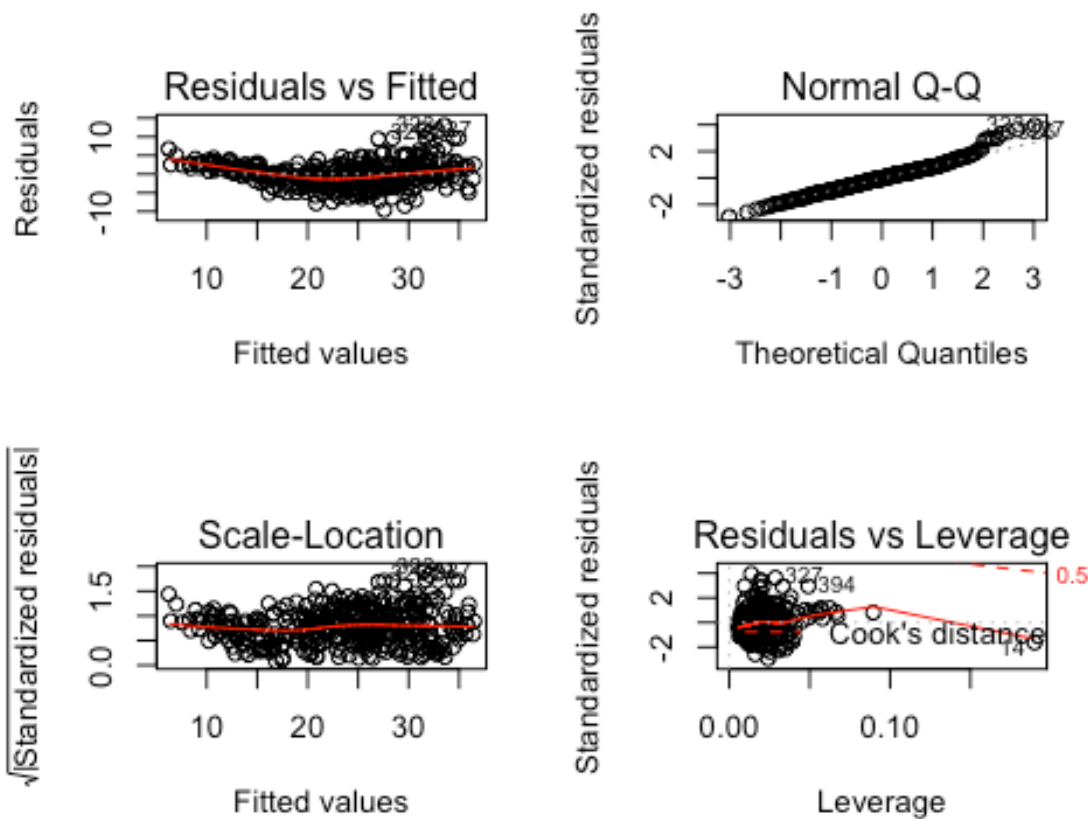 Residuals vs Fitted
Residuals
10
-10
10 20 30
Fitted values
Normal Q-Q
Standardized residuals
2
-2
-3 -1 0 1 2 3
Theoretical Quantiles
Scale-Location
√|Standardized residuals|
1.5
0.0
10 20 30
Fitted values
Residuals vs Leverage
Standardized residuals
2
-2
327
394
0.5
Cook's distance
14
0.00 0.10
Leverage